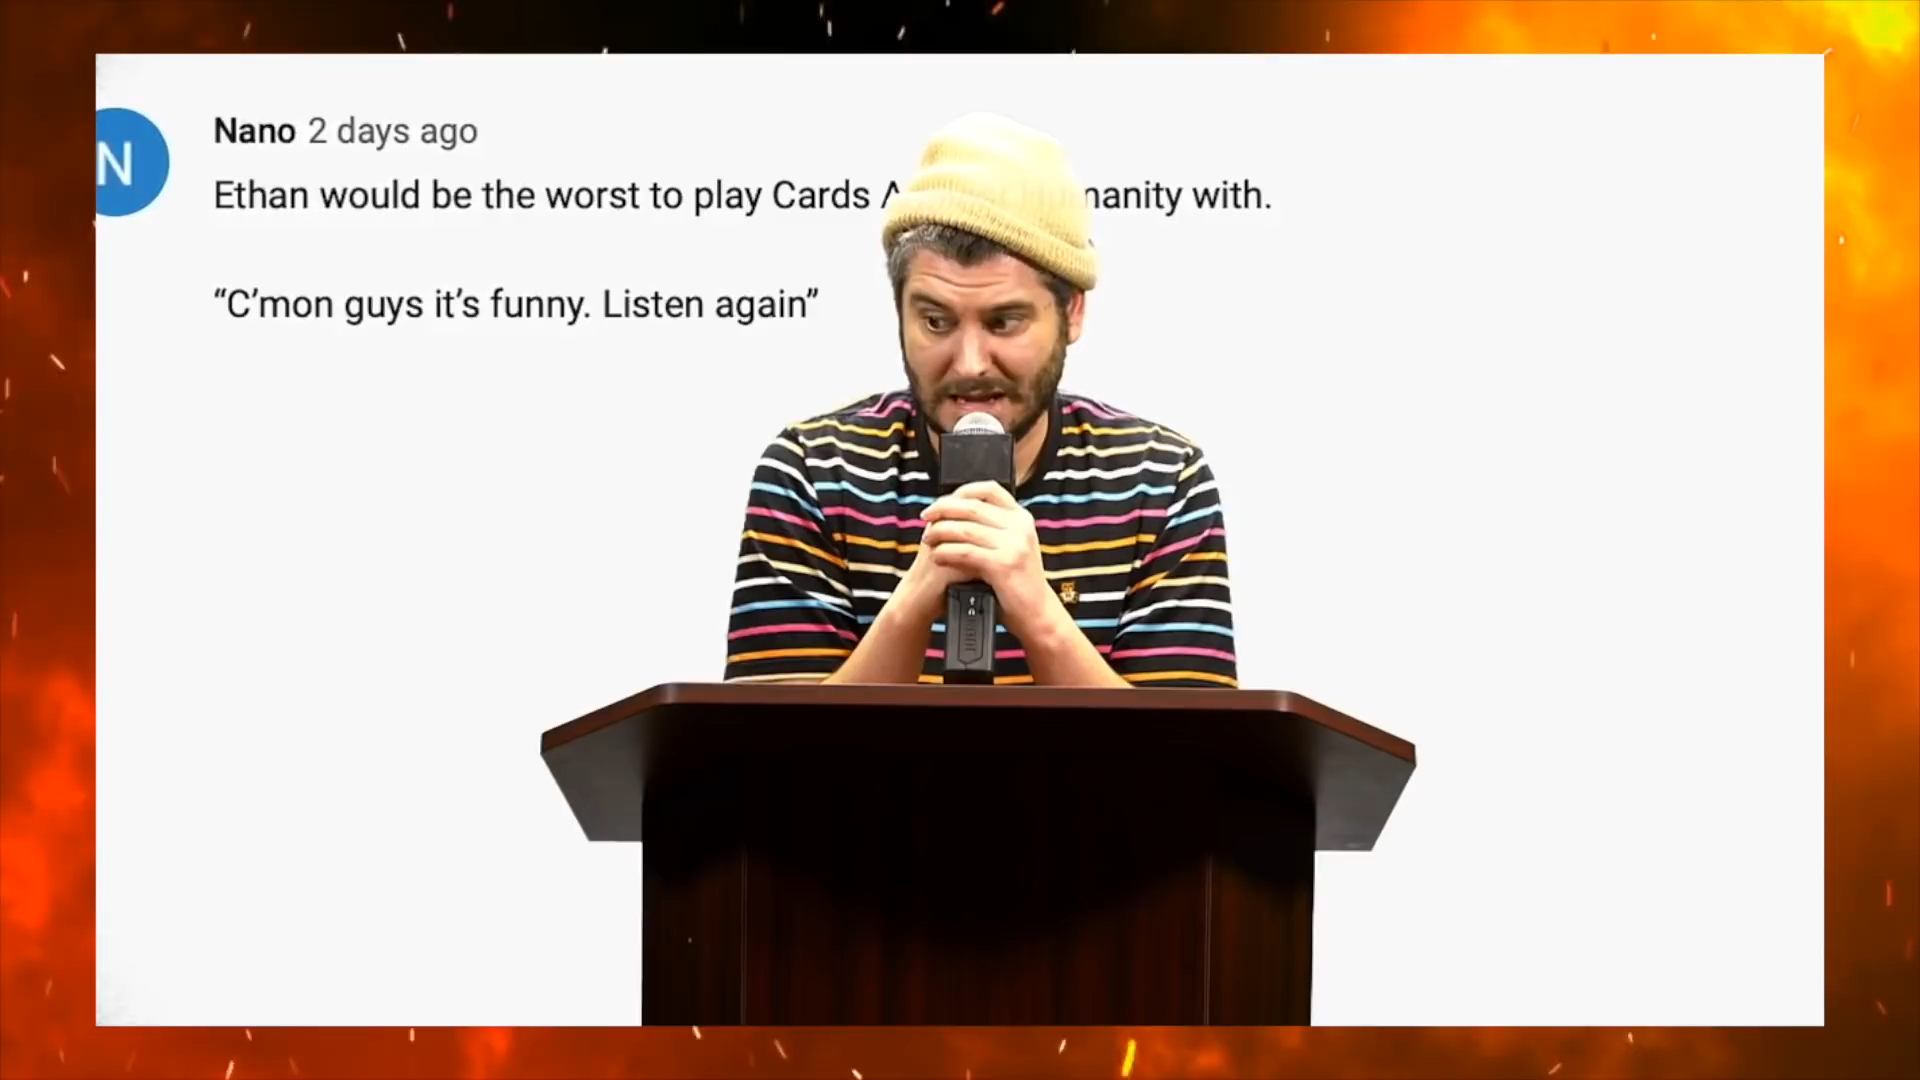 N
Nano 2 days ago
Ethan would be the worst to play Cards manity with.
“C’mon guys it’s funny. Listen again”